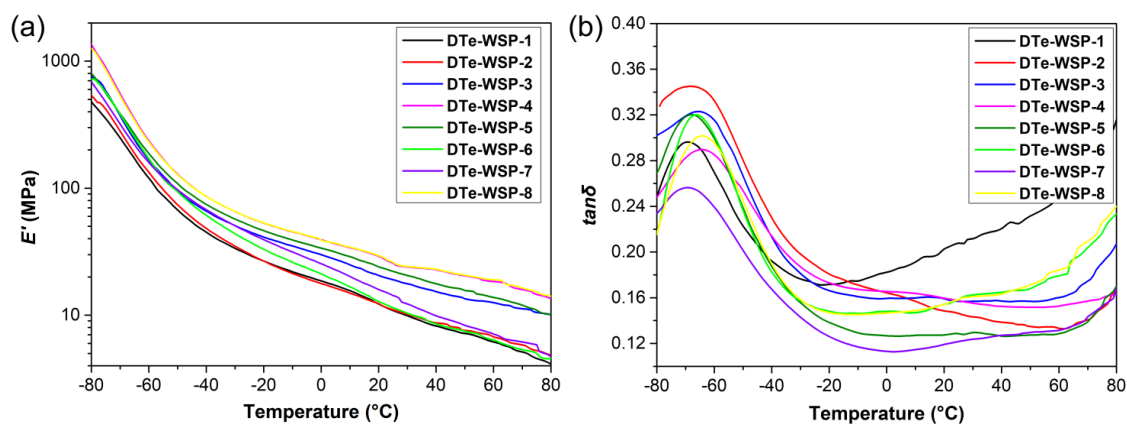 (a)
E' (MPa)
1000
100
10
-80 -60 -40 -20 0 20 40 60 80
Temperature (°C)
DTe-WSP-1
DTe-WSP-2
DTe-WSP-3
DTe-WSP-4
DTe-WSP-5
DTe-WSP-6
DTe-WSP-7
DTe-WSP-8
(b)
tanδ
0.40
0.36
0.32
0.28
0.24
0.20
0.16
0.12
-80 -60 -40 -20 0 20 40 60 80
Temperature (°C)
DTe-WSP-1
DTe-WSP-2
DTe-WSP-3
DTe-WSP-4
DTe-WSP-5
DTe-WSP-6
DTe-WSP-7
DTe-WSP-8